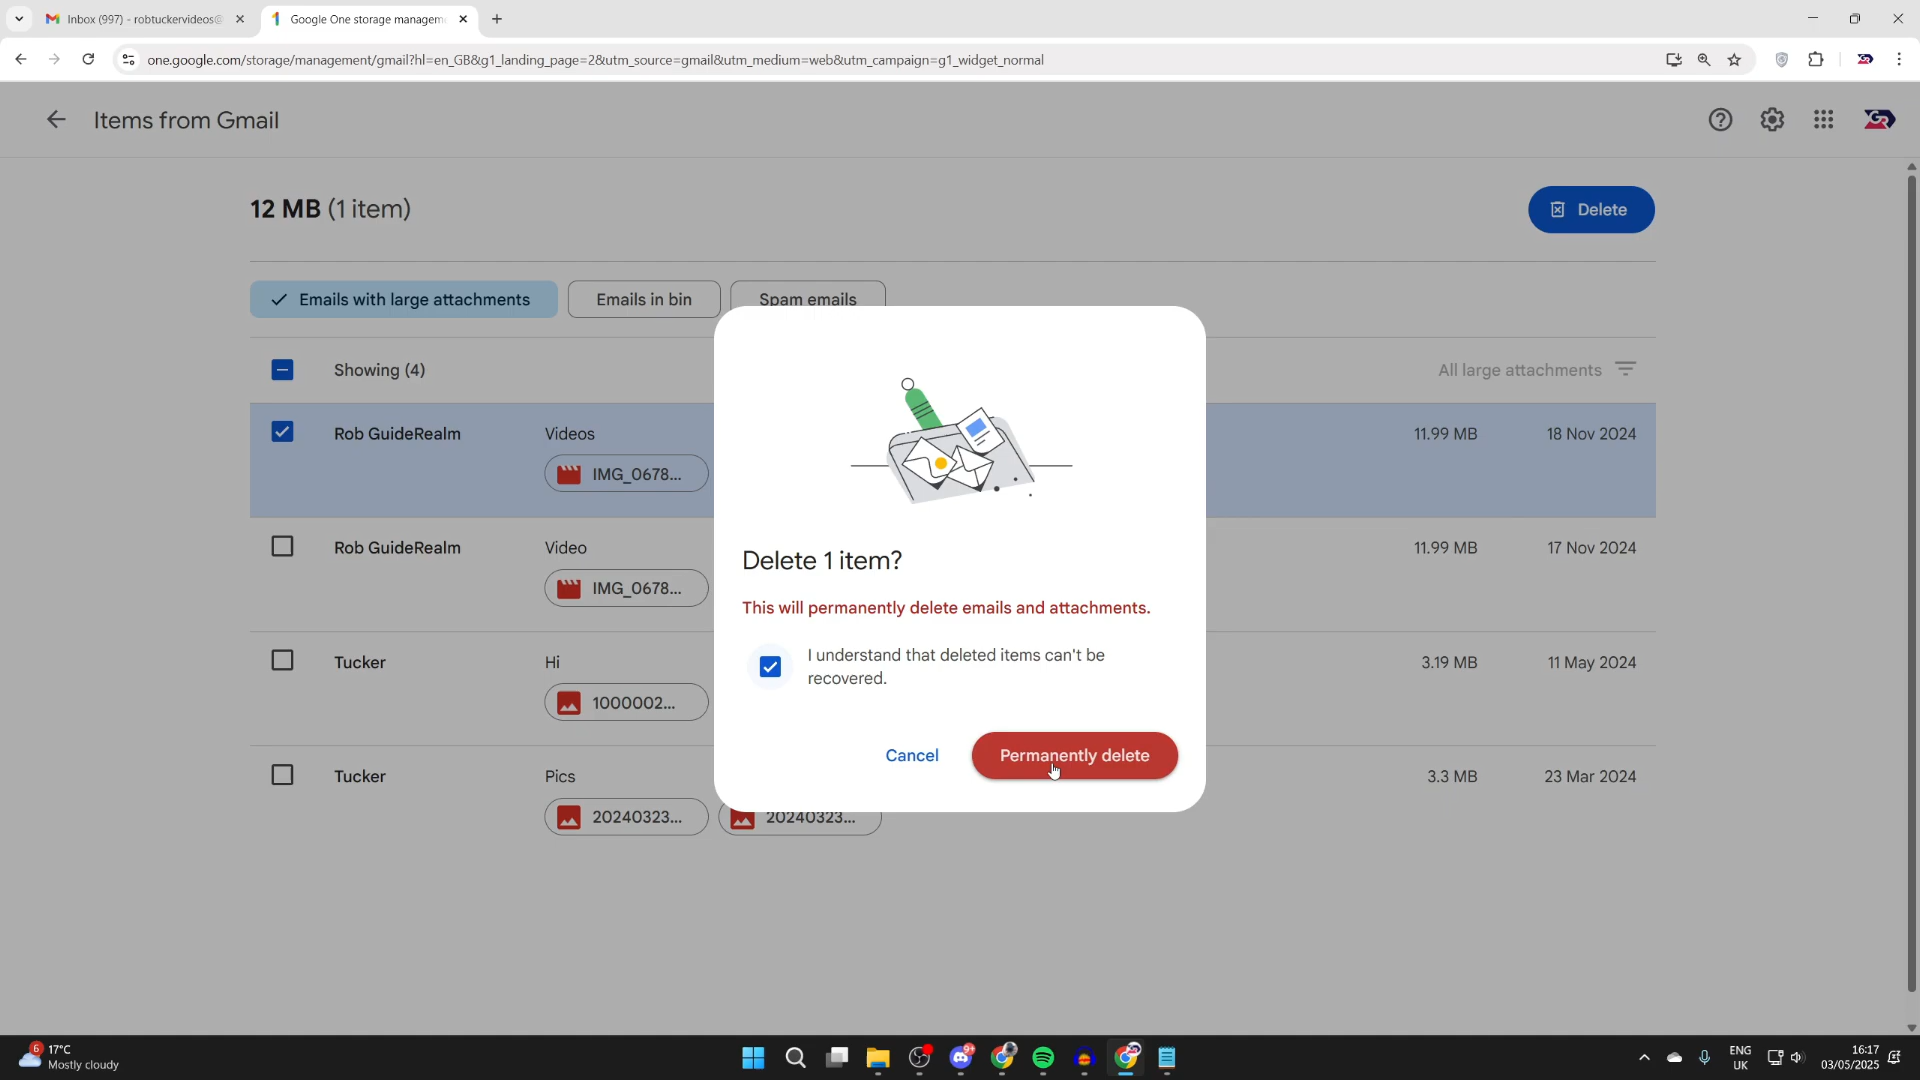 Inbox (997) - robtuckervideos@
Google One storage managem
one.google.com/storage/management/gmail?hl=en_GB&g1_landing_page=2&utm_source=gmail&utm_medium=web&utm_campaign=g1_widget_normal
Items from Gmail
12 MB (1 item)
Delete
Emails with large attachments
Emails in bin
Spam emails
Showing (4)
All large attachments
Rob GuideRealm
Videos
11.99 MB
18 Nov 2024
IMG_0678...
Rob GuideRealm
Video
11.99 MB
17 Nov 2024
IMG_0678...
Tucker
Hi
3.19 MB
11 May 2024
1000002...
Tucker
Pics
3.3 MB
23 Mar 2024
20240323...
20240323...
Delete 1 item?
This will permanently delete emails and attachments.
I understand that deleted items can't be
recovered.
Cancel
Permanently delete
6
17°C
Mostly cloudy
9+
ENG
UK
16:17
03/05/2025